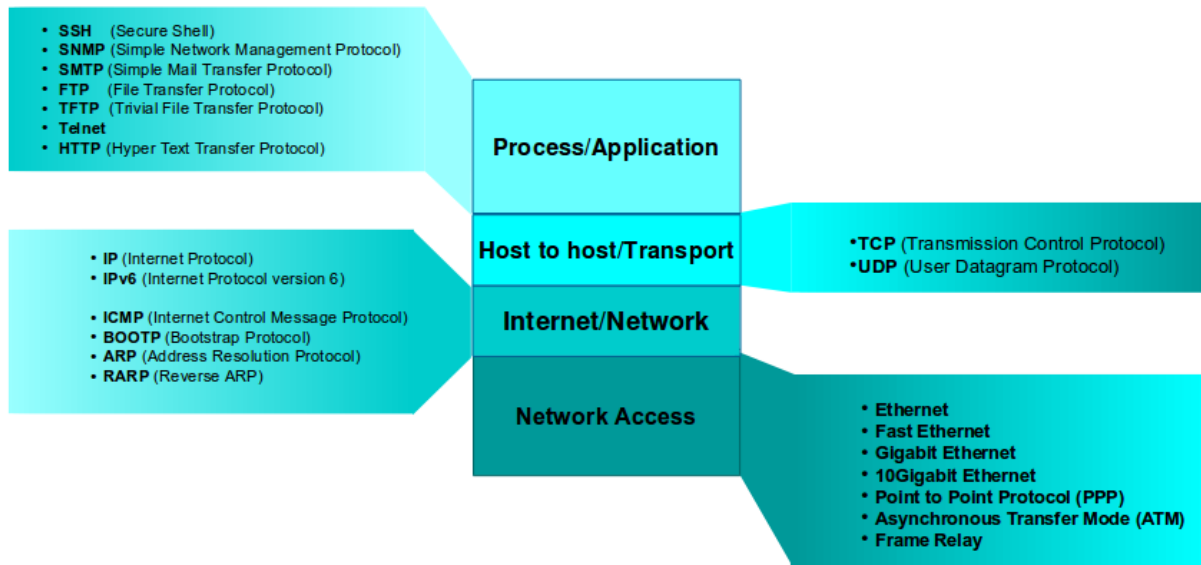 • SSH (Secure Shell)
• SNMP (Simple Network Management Protocol)
• SMTP (Simple Mail Transfer Protocol)
• FTP (File Transfer Protocol)
• TFTP (Trivial File Transfer Protocol)
• Telnet
• HTTP (Hyper Text Transfer Protocol)
Process/Application
Host to host/Transport
•TCP (Transmission Control Protocol)
•UDP (User Datagram Protocol)
• IP (Internet Protocol)
• IPv6 (Internet Protocol version 6)
• ICMP (Internet Control Message Protocol)
• BOOTP (Bootstrap Protocol)
• ARP (Address Resolution Protocol)
• RARP (Reverse ARP)
Internet/Network
Network Access
• Ethernet
• Fast Ethernet
• Gigabit Ethernet
• 10Gigabit Ethernet
• Point to Point Protocol (PPP)
• Asynchronous Transfer Mode (ATM)
• Frame Relay